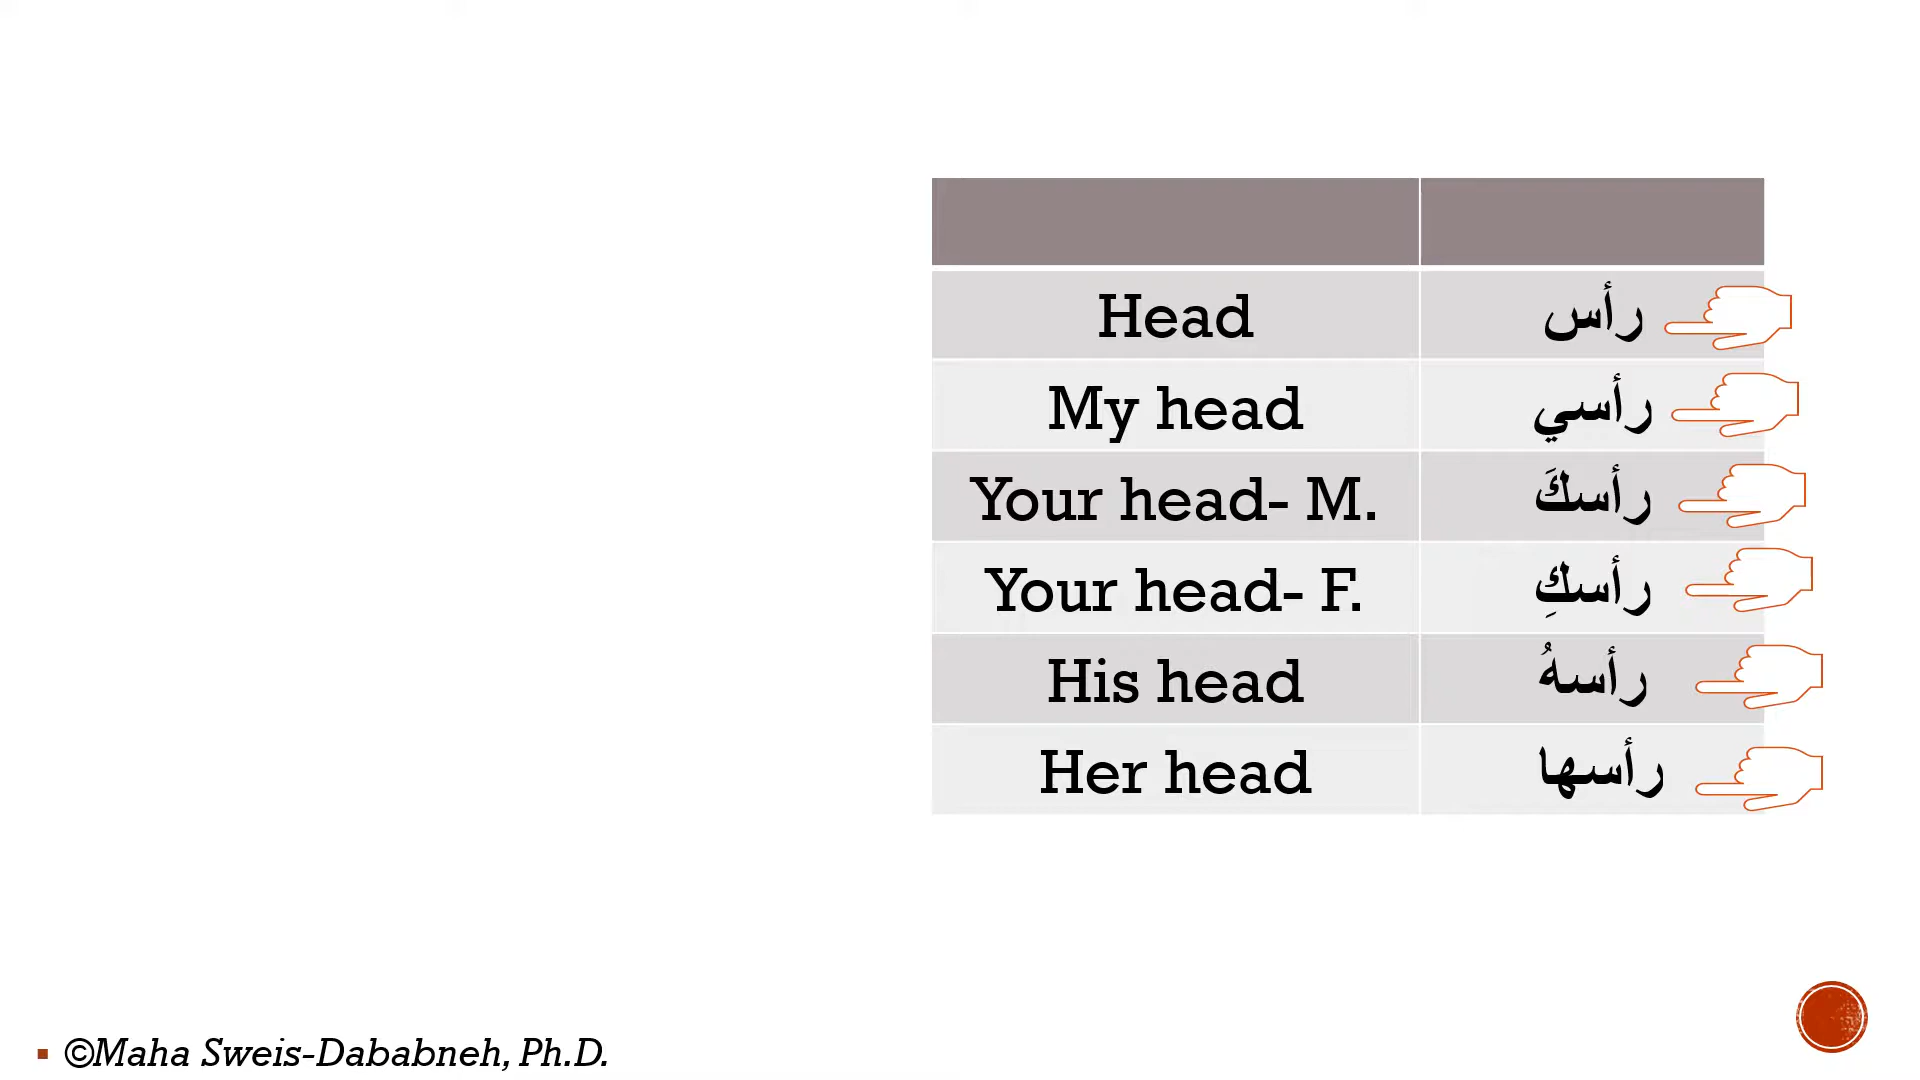 Head رأس
My head رأسي
Your head- M. رأسكَ
Your head- F. رأسكِ
His head رأسهُ
Her head رأسها
▪ ©Maha Sweis-Dababneh, Ph.D.